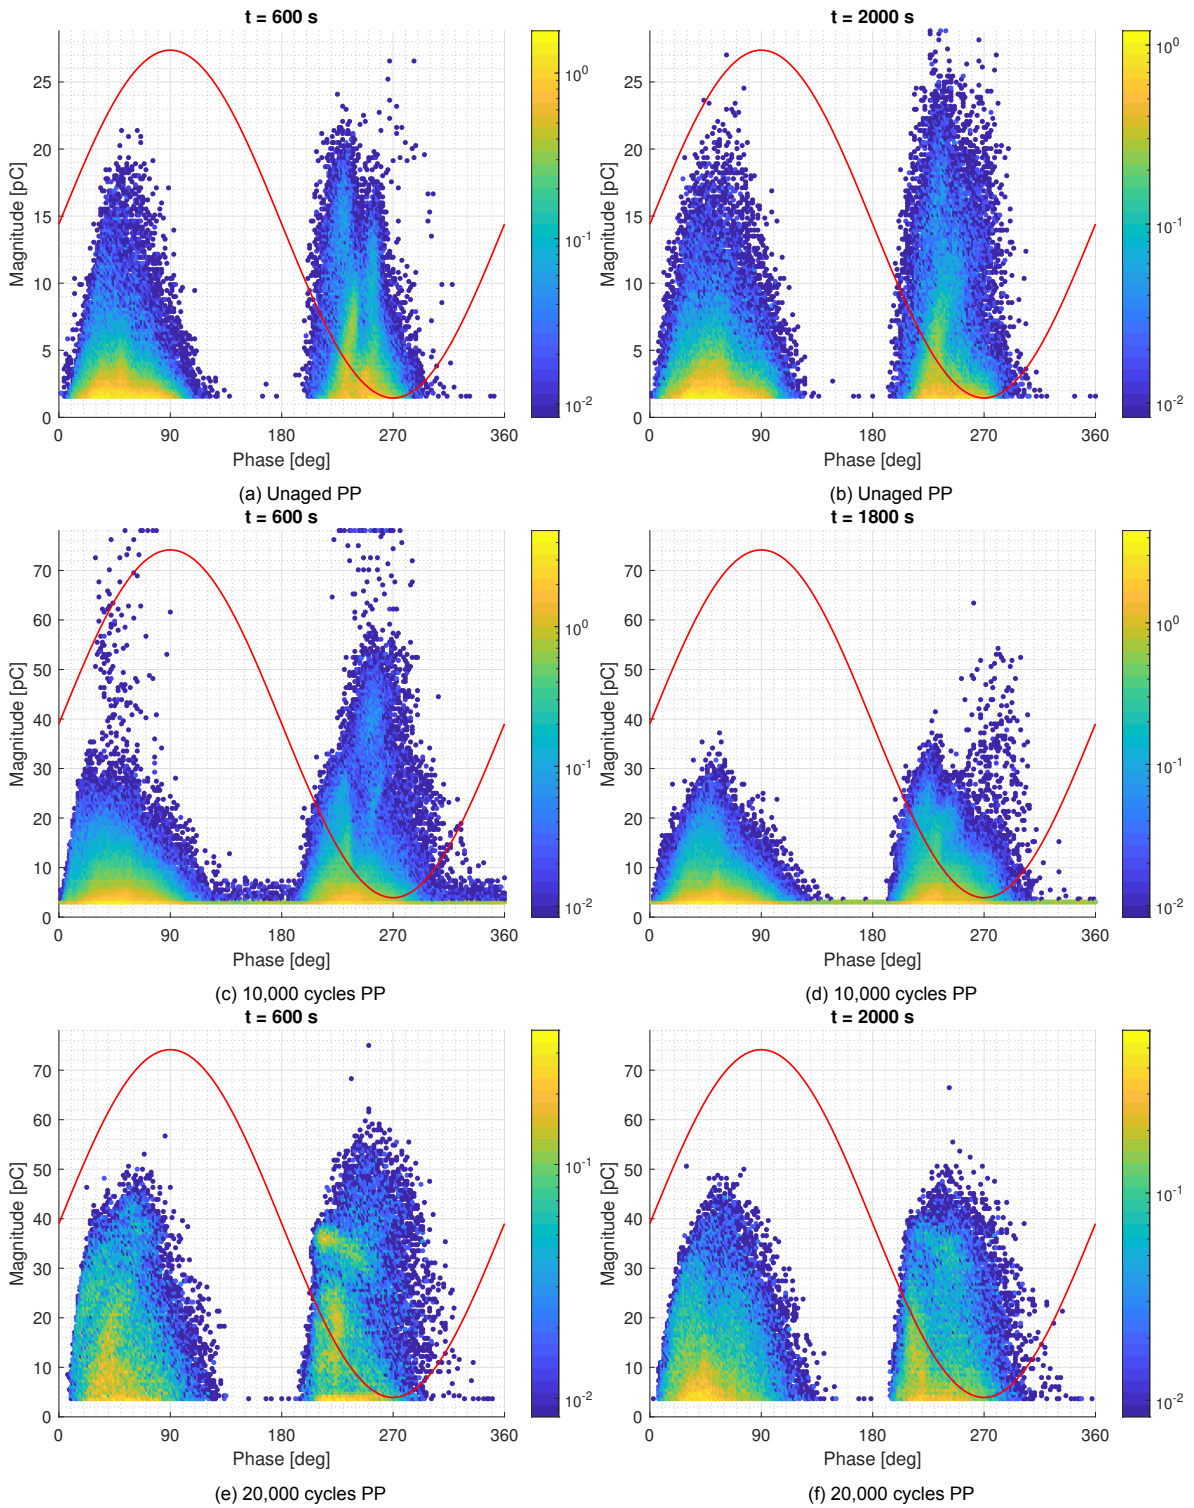 t = 600 s
t = 2000 s
Magnitude [pC]
25
20
15
10
5
0
0 90 180 270 360
Phase [deg]
10^0
10^-1
10^-2
Magnitude [pC]
25
20
15
10
5
0
0 90 180 270 360
Phase [deg]
10^0
10^-1
10^-2
(a) Unaged PP
(b) Unaged PP
t = 600 s
t = 1800 s
Magnitude [pC]
70
60
50
40
30
20
10
0
0 90 180 270 360
Phase [deg]
10^0
10^-1
10^-2
Magnitude [pC]
70
60
50
40
30
20
10
0
0 90 180 270 360
Phase [deg]
10^0
10^-1
10^-2
(c) 10,000 cycles PP
(d) 10,000 cycles PP
t = 600 s
t = 2000 s
Magnitude [pC]
70
60
50
40
30
20
10
0
0 90 180 270 360
Phase [deg]
10^-1
10^-2
Magnitude [pC]
70
60
50
40
30
20
10
0
0 90 180 270 360
Phase [deg]
10^-1
10^-2
(e) 20,000 cycles PP
(f) 20,000 cycles PP